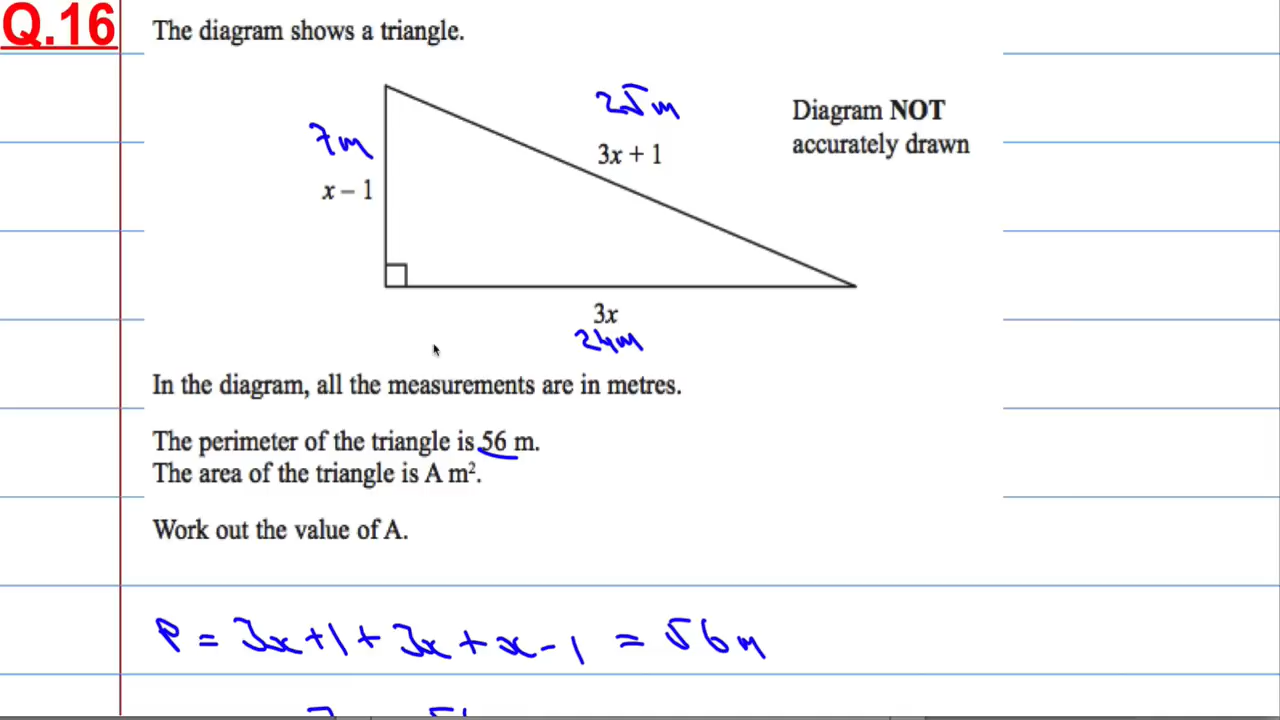 Q.16
The diagram shows a triangle.
25m
Diagram NOT
7m
3x + 1
accurately drawn
x – 1
3x
24m
In the diagram, all the measurements are in metres.
The perimeter of the triangle is 56 m.
The area of the triangle is A m².
Work out the value of A.
P = 3x+1 + 3x + x - 1 = 56m